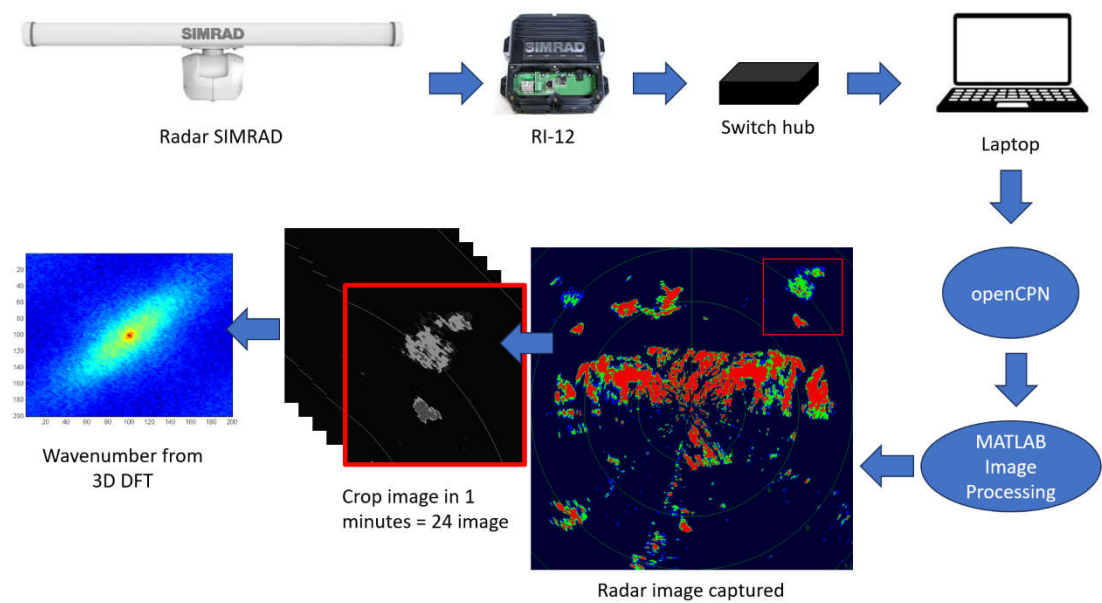 SIMRAD
SIMRAD
Radar SIMRAD
RI-12
Switch hub
Laptop
openCPN
MATLAB
Image
Processing
Radar image captured
Crop image in 1
minutes = 24 image
20
40
60
80
100
120
140
160
180
200
20 40 60 80 100 120 140 160 180 200
Wavenumber from
3D DFT